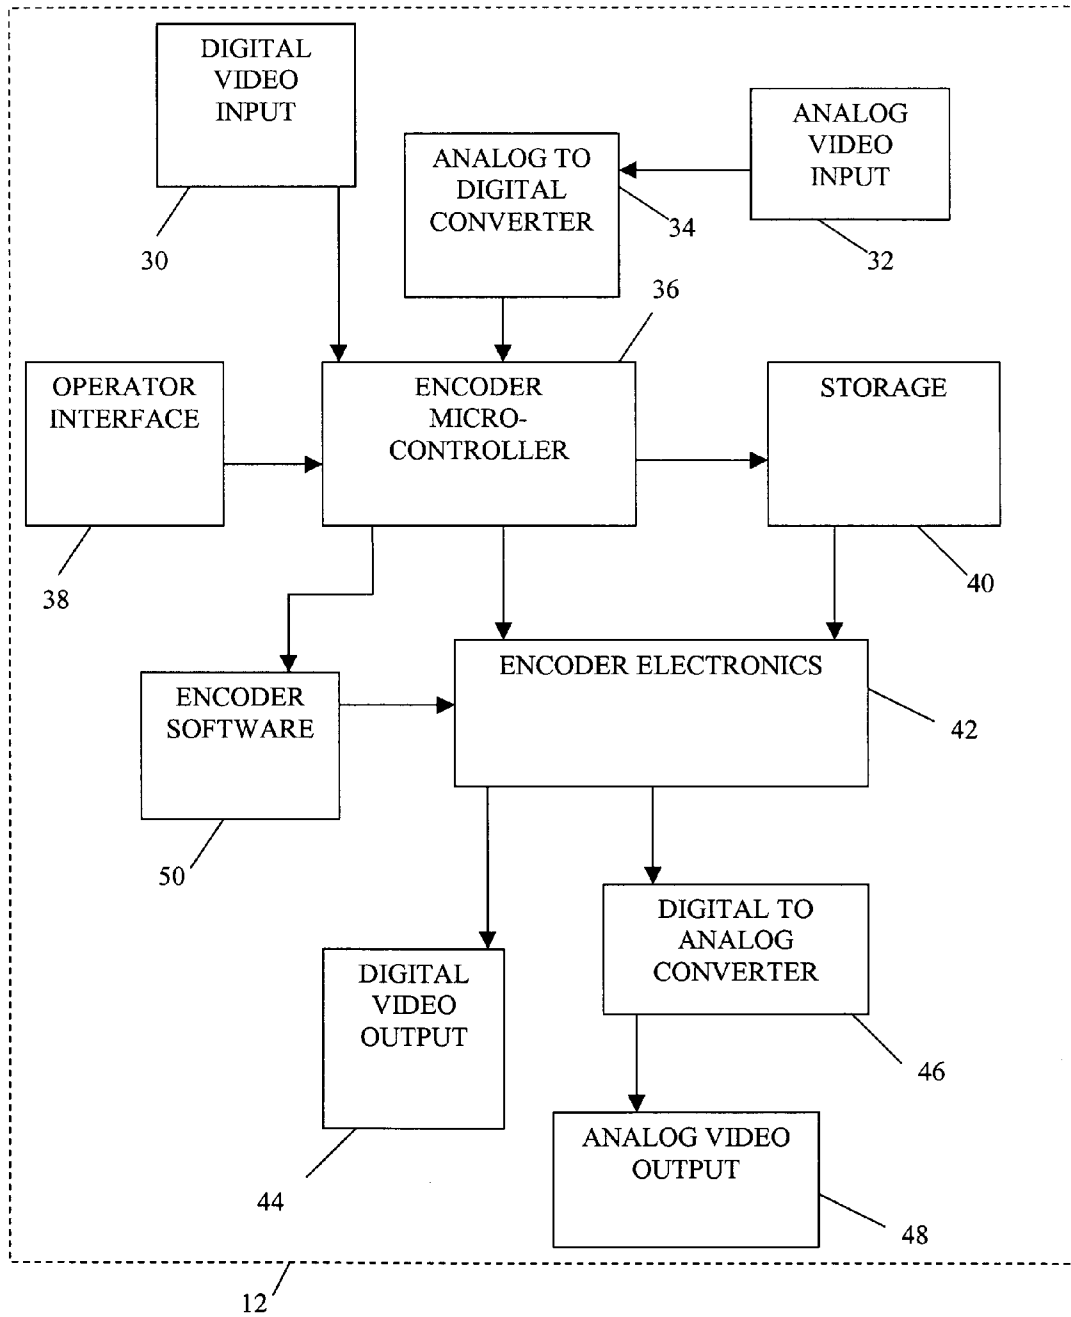 DIGITAL
VIDEO
INPUT
30
ANALOG TO
DIGITAL
CONVERTER
34
ANALOG
VIDEO
INPUT
32
36
OPERATOR
INTERFACE
38
ENCODER
MICRO-
CONTROLLER
STORAGE
40
ENCODER
SOFTWARE
50
ENCODER ELECTRONICS
42
DIGITAL
VIDEO
OUTPUT
44
DIGITAL TO
ANALOG
CONVERTER
46
ANALOG VIDEO
OUTPUT
48
12